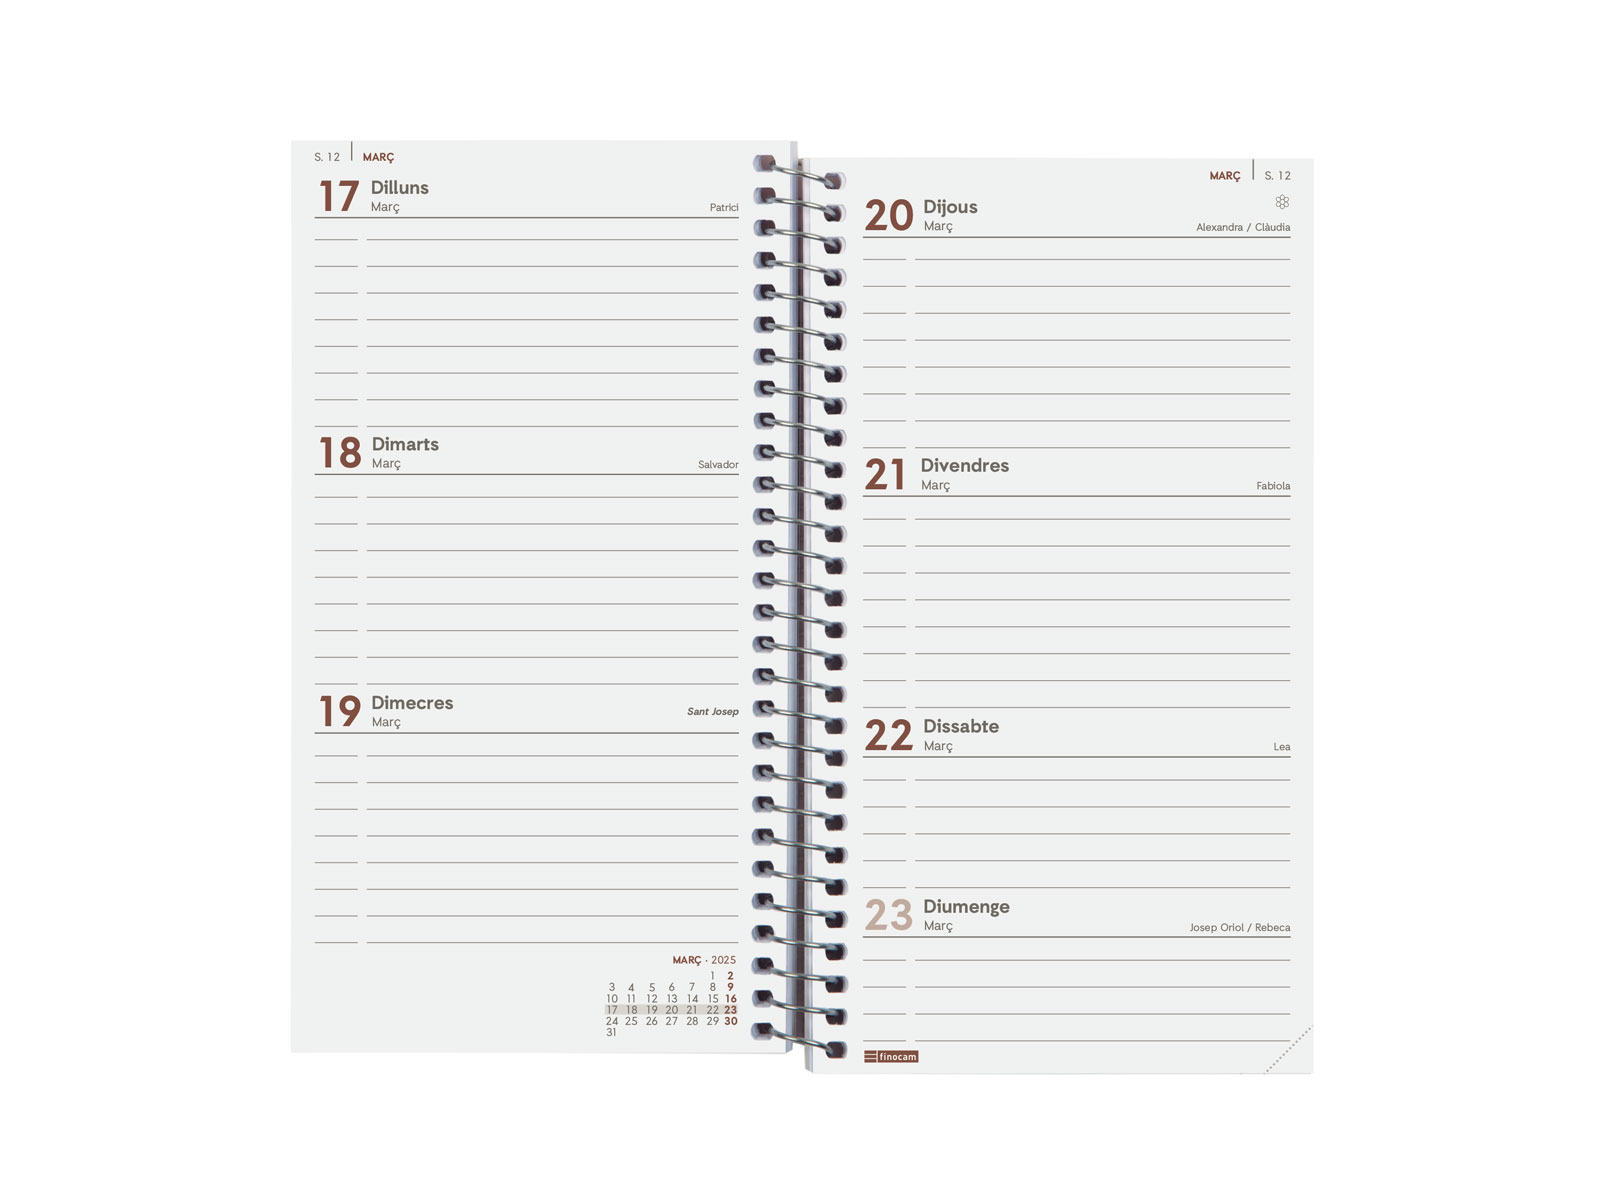 S. 12 MARÇ
17 Dilluns
Març Patrici
18 Dimarts
Març Salvador
19 Dimecres
Març Sant Josep
MARÇ · 2025
1 2
3 4 5 6 7 8 9
10 11 12 13 14 15 16
17 18 19 20 21 22 23
24 25 26 27 28 29 30
31
MARÇ S. 12
20 Dijous
Març Alexandra / Clàudia
21 Divendres
Març Fabiola
22 Dissabte
Març Lea
23 Diumenge
Març Josep Oriol / Rebeca
finocam